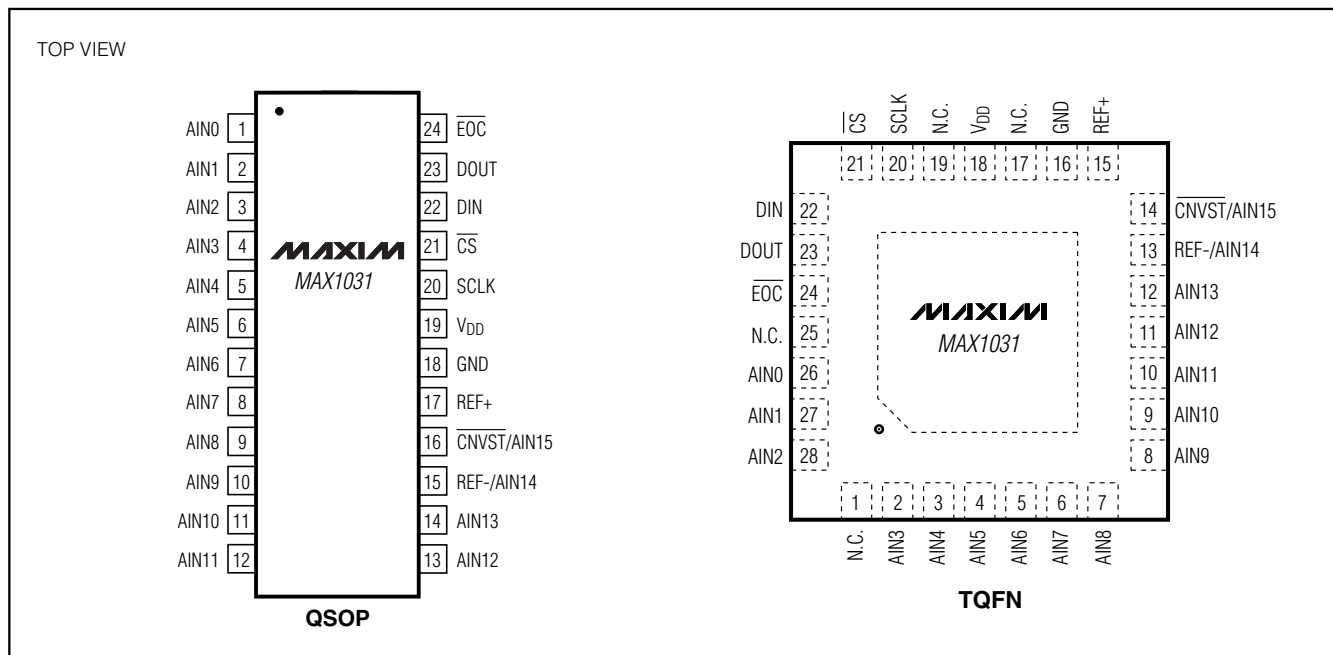 TOP VIEW
AIN0 1
AIN1 2
AIN2 3
AIN3 4
AIN4 5
AIN5 6
AIN6 7
AIN7 8
AIN8 9
AIN9 10
AIN10 11
AIN11 12
MAXIM
MAX1031
24 EOC
23 DOUT
22 DIN
21 CS
20 SCLK
19 VDD
18 GND
17 REF+
16 CNVST/AIN15
15 REF-/AIN14
14 AIN13
13 AIN12
QSOP
CS SCLK N.C. VDD N.C. GND REF+
21 20 19 18 17 16 15
DIN 22
DOUT 23
EOC 24
N.C. 25
AIN0 26
AIN1 27
AIN2 28
MAXIM
MAX1031
14 CNVST/AIN15
13 REF-/AIN14
12 AIN13
11 AIN12
10 AIN11
9 AIN10
8 AIN9
1 2 3 4 5 6 7
N.C. AIN3 AIN4 AIN5 AIN6 AIN7 AIN8
TQFN